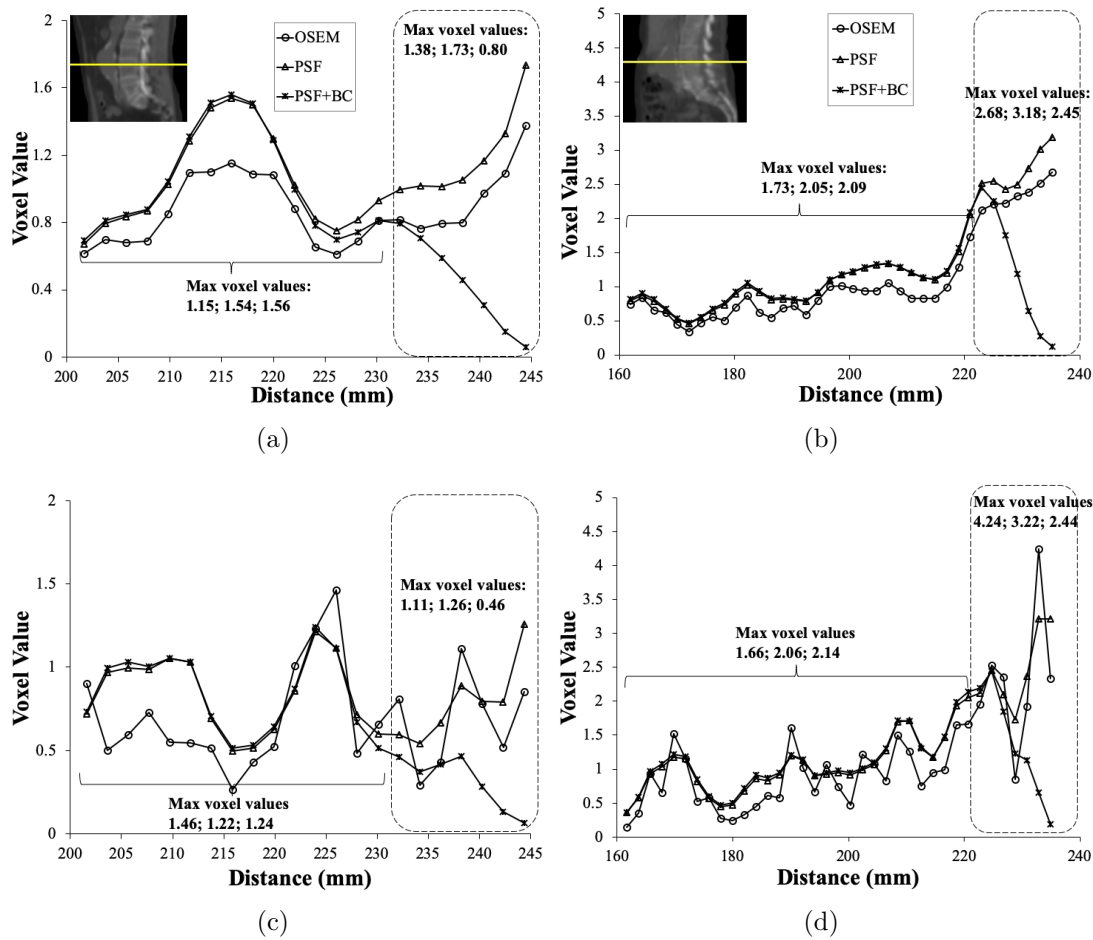 2
1.6
1.2
0.8
0.4
0
Voxel Value
OSEM
PSF
PSF+BC
Max voxel values:
1.38; 1.73; 0.80
Max voxel values:
1.15; 1.54; 1.56
200 205 210 215 220 225 230 235 240 245
Distance (mm)
(a)
5
4.5
4
3.5
3
2.5
2
1.5
1
0.5
0
Voxel Value
OSEM
PSF
PSF+BC
Max voxel values:
2.68; 3.18; 2.45
Max voxel values:
1.73; 2.05; 2.09
160 180 200 220 240
Distance (mm)
(b)
2
1.5
1
0.5
0
Voxel Value
Max voxel values:
1.11; 1.26; 0.46
Max voxel values
1.46; 1.22; 1.24
200 205 210 215 220 225 230 235 240 245
Distance (mm)
(c)
5
4.5
4
3.5
3
2.5
2
1.5
1
0.5
0
Voxel Value
Max voxel values
4.24; 3.22; 2.44
Max voxel values
1.66; 2.06; 2.14
160 180 200 220 240
Distance (mm)
(d)